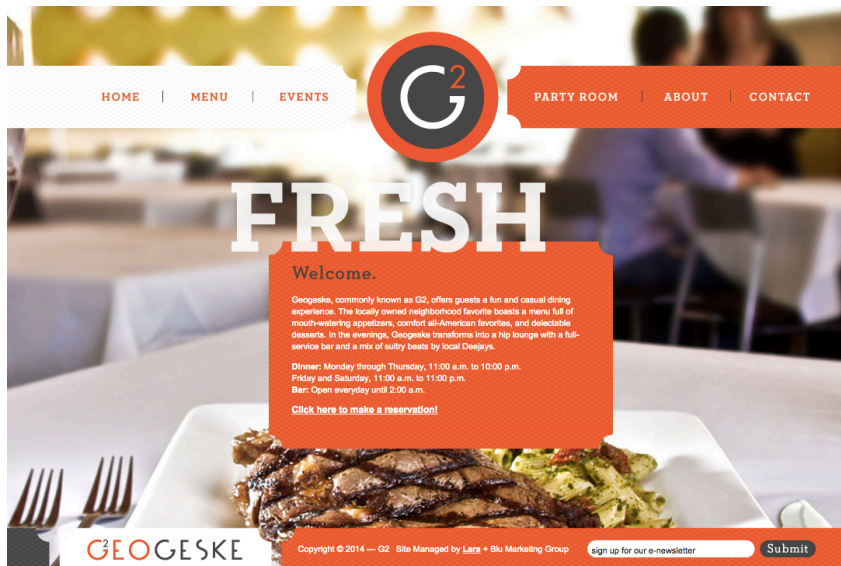 HOME | MENU | EVENTS
G2
PARTY ROOM | ABOUT | CONTACT
FRESH
Welcome.
Geogeske, commonly known as G2, offers guests a fun and casual dining
experience. The locally owned neighborhood favorite boasts a menu full of
mouth-watering appetizers, comfort all-American favorites, and delectable
desserts. In the evenings, Geogeske transforms into a hip lounge with a full-
service bar and a mix of sultry beats by local Deejays.
Dinner: Monday through Thursday, 11:00 a.m. to 10:00 p.m.
Friday and Saturday, 11:00 a.m. to 11:00 p.m.
Bar: Open everyday until 2:00 a.m.
Click here to make a reservation!
G2EOGESKE
Copyright © 2014 — G2 Site Managed by Lara + Blu Marketing Group
sign up for our e-newsletter
Submit